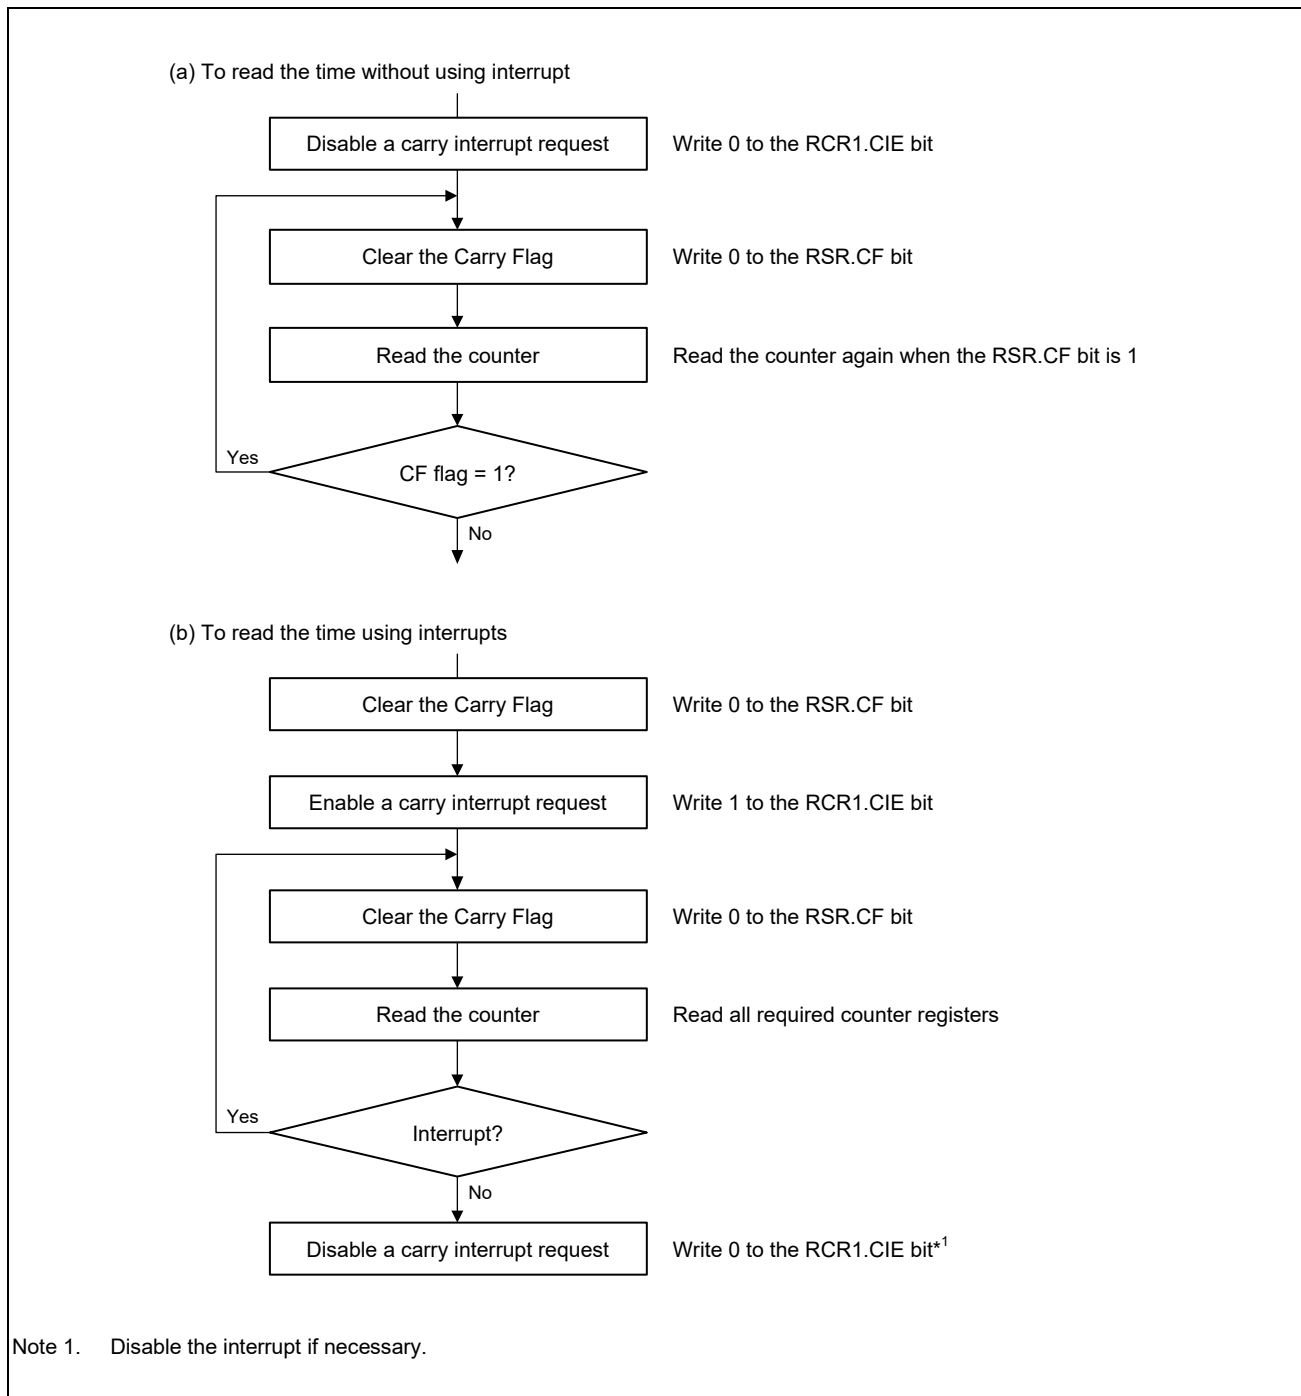 (a) To read the time without using interrupt
Disable a carry interrupt request Write 0 to the RCR1.CIE bit
Clear the Carry Flag Write 0 to the RSR.CF bit
Read the counter Read the counter again when the RSR.CF bit is 1
Yes
CF flag = 1?
No
(b) To read the time using interrupts
Clear the Carry Flag Write 0 to the RSR.CF bit
Enable a carry interrupt request Write 1 to the RCR1.CIE bit
Clear the Carry Flag Write 0 to the RSR.CF bit
Read the counter Read all required counter registers
Yes
Interrupt?
No
Disable a carry interrupt request Write 0 to the RCR1.CIE bit*1
Note 1. Disable the interrupt if necessary.